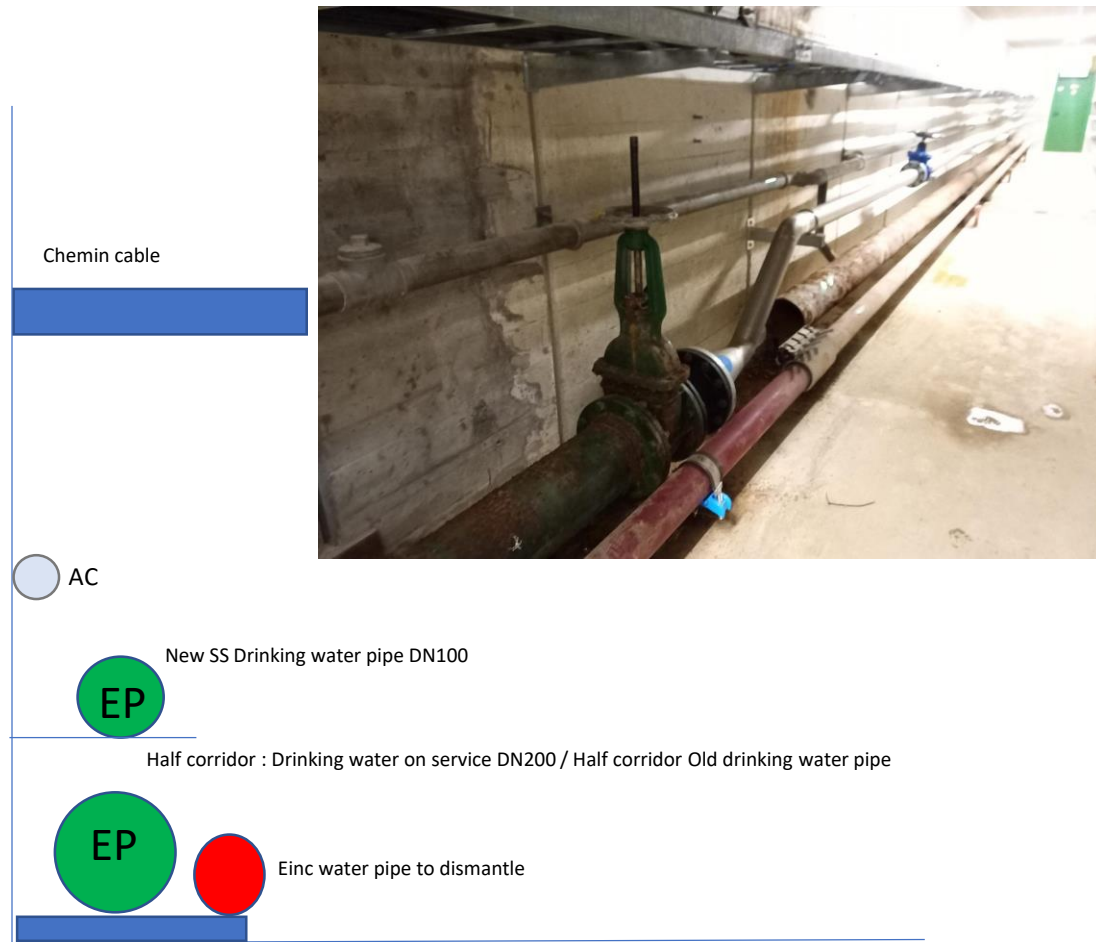 Chemin cable
AC
New SS Drinking water pipe DN100
EP
Half corridor : Drinking water on service DN200 / Half corridor Old drinking water pipe
EP
Einc water pipe to dismantle